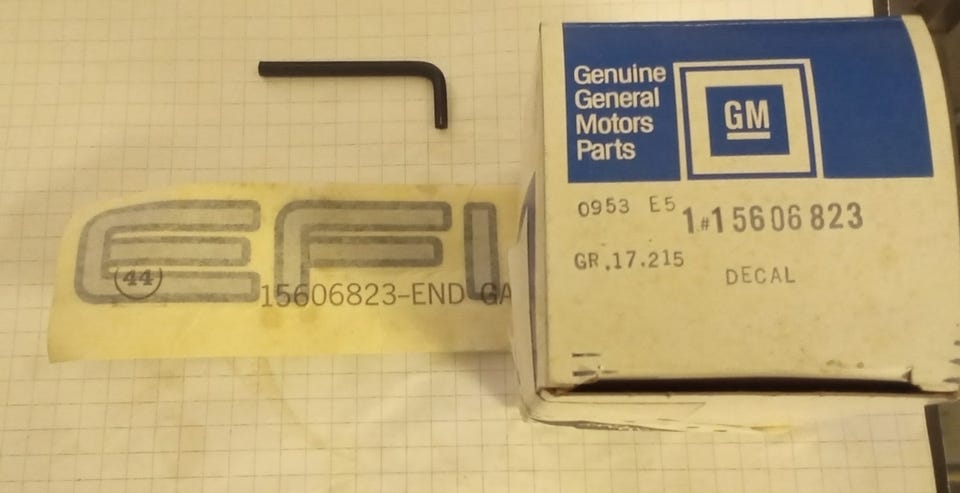 Genuine
General
Motors
Parts
GM
0953 E5
1#15606823
GR.17.215
DECAL
EFI
44
15606823-END GA